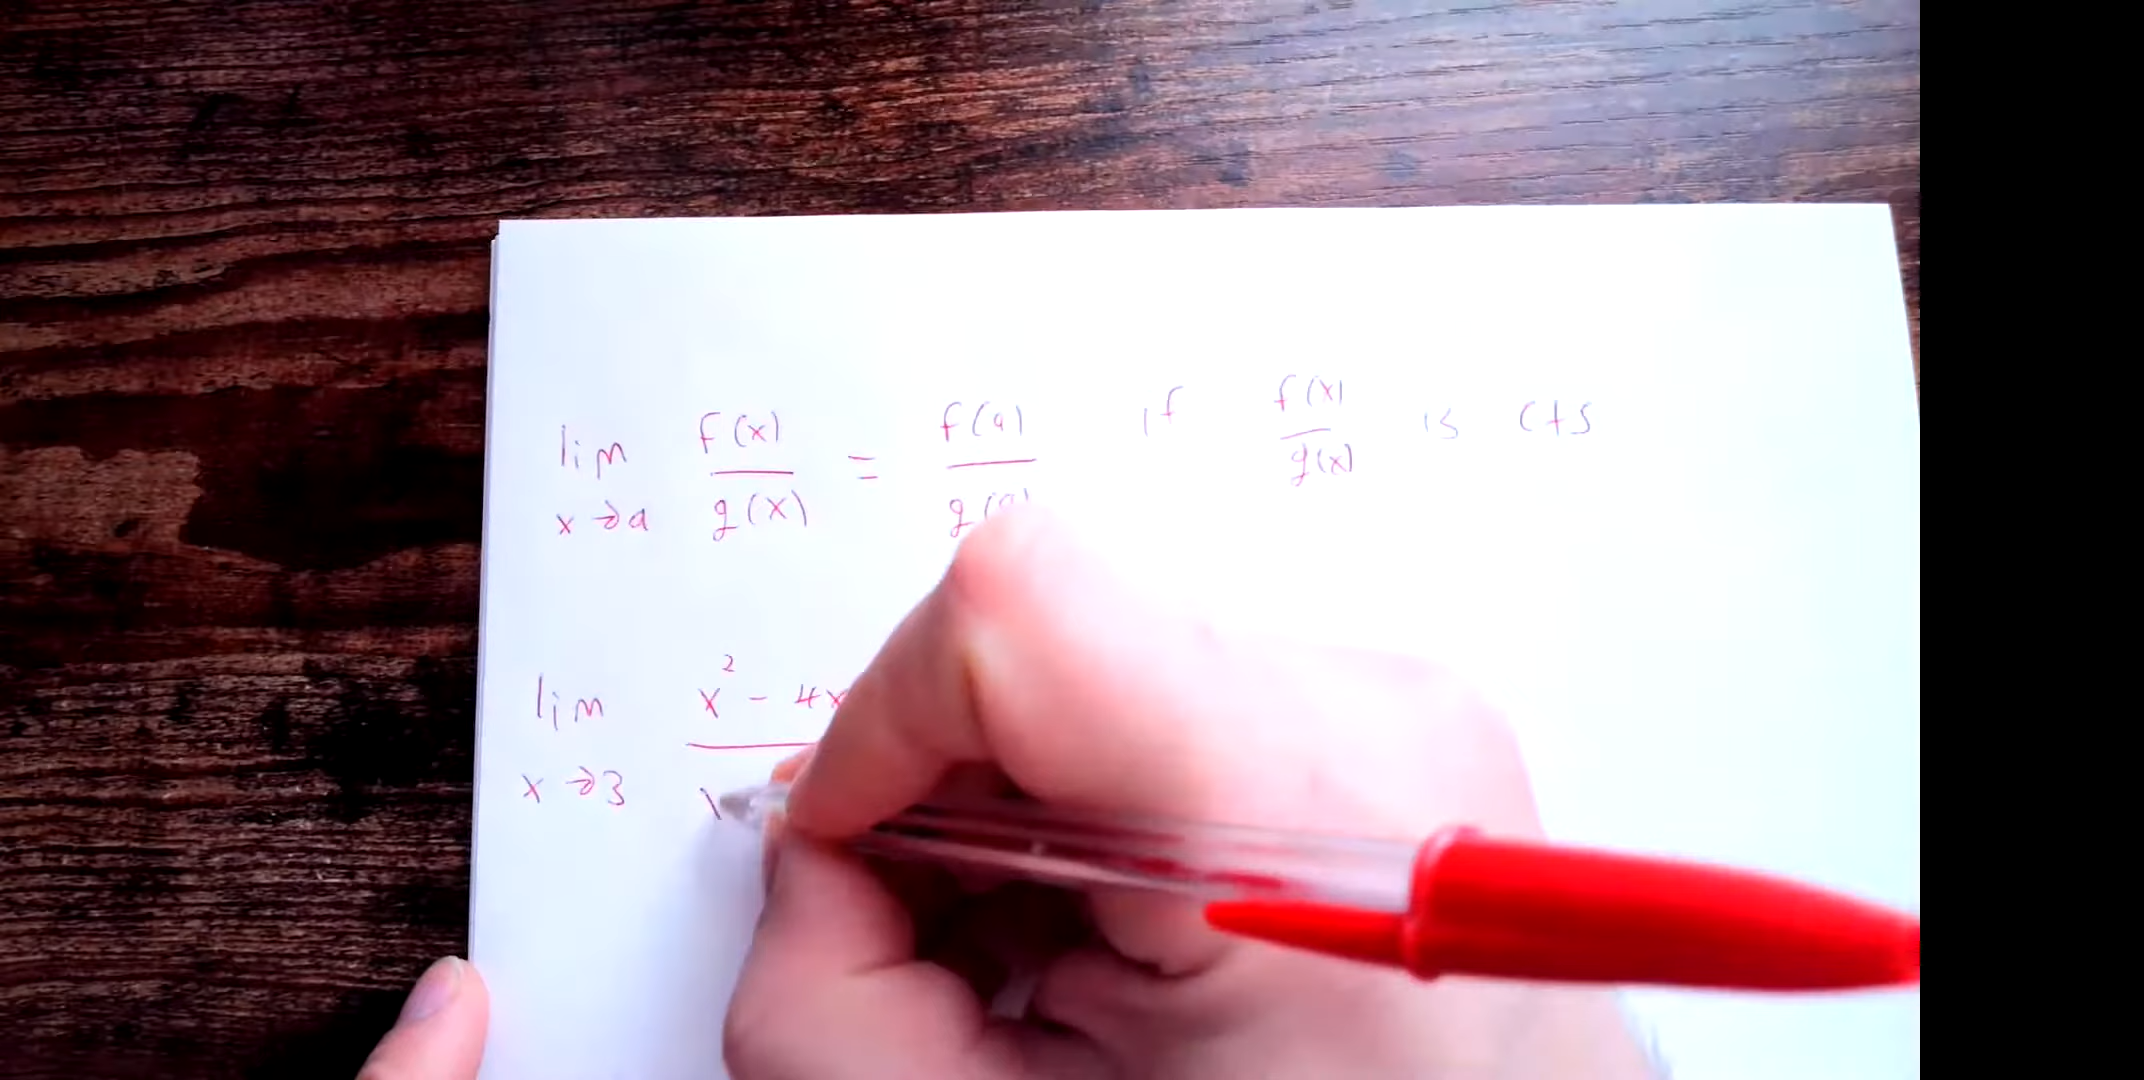 lim f(x)/g(x) = f(a)/g(a) if f(x)/g(x) is cts
x→a
lim x² - 4x
x→3